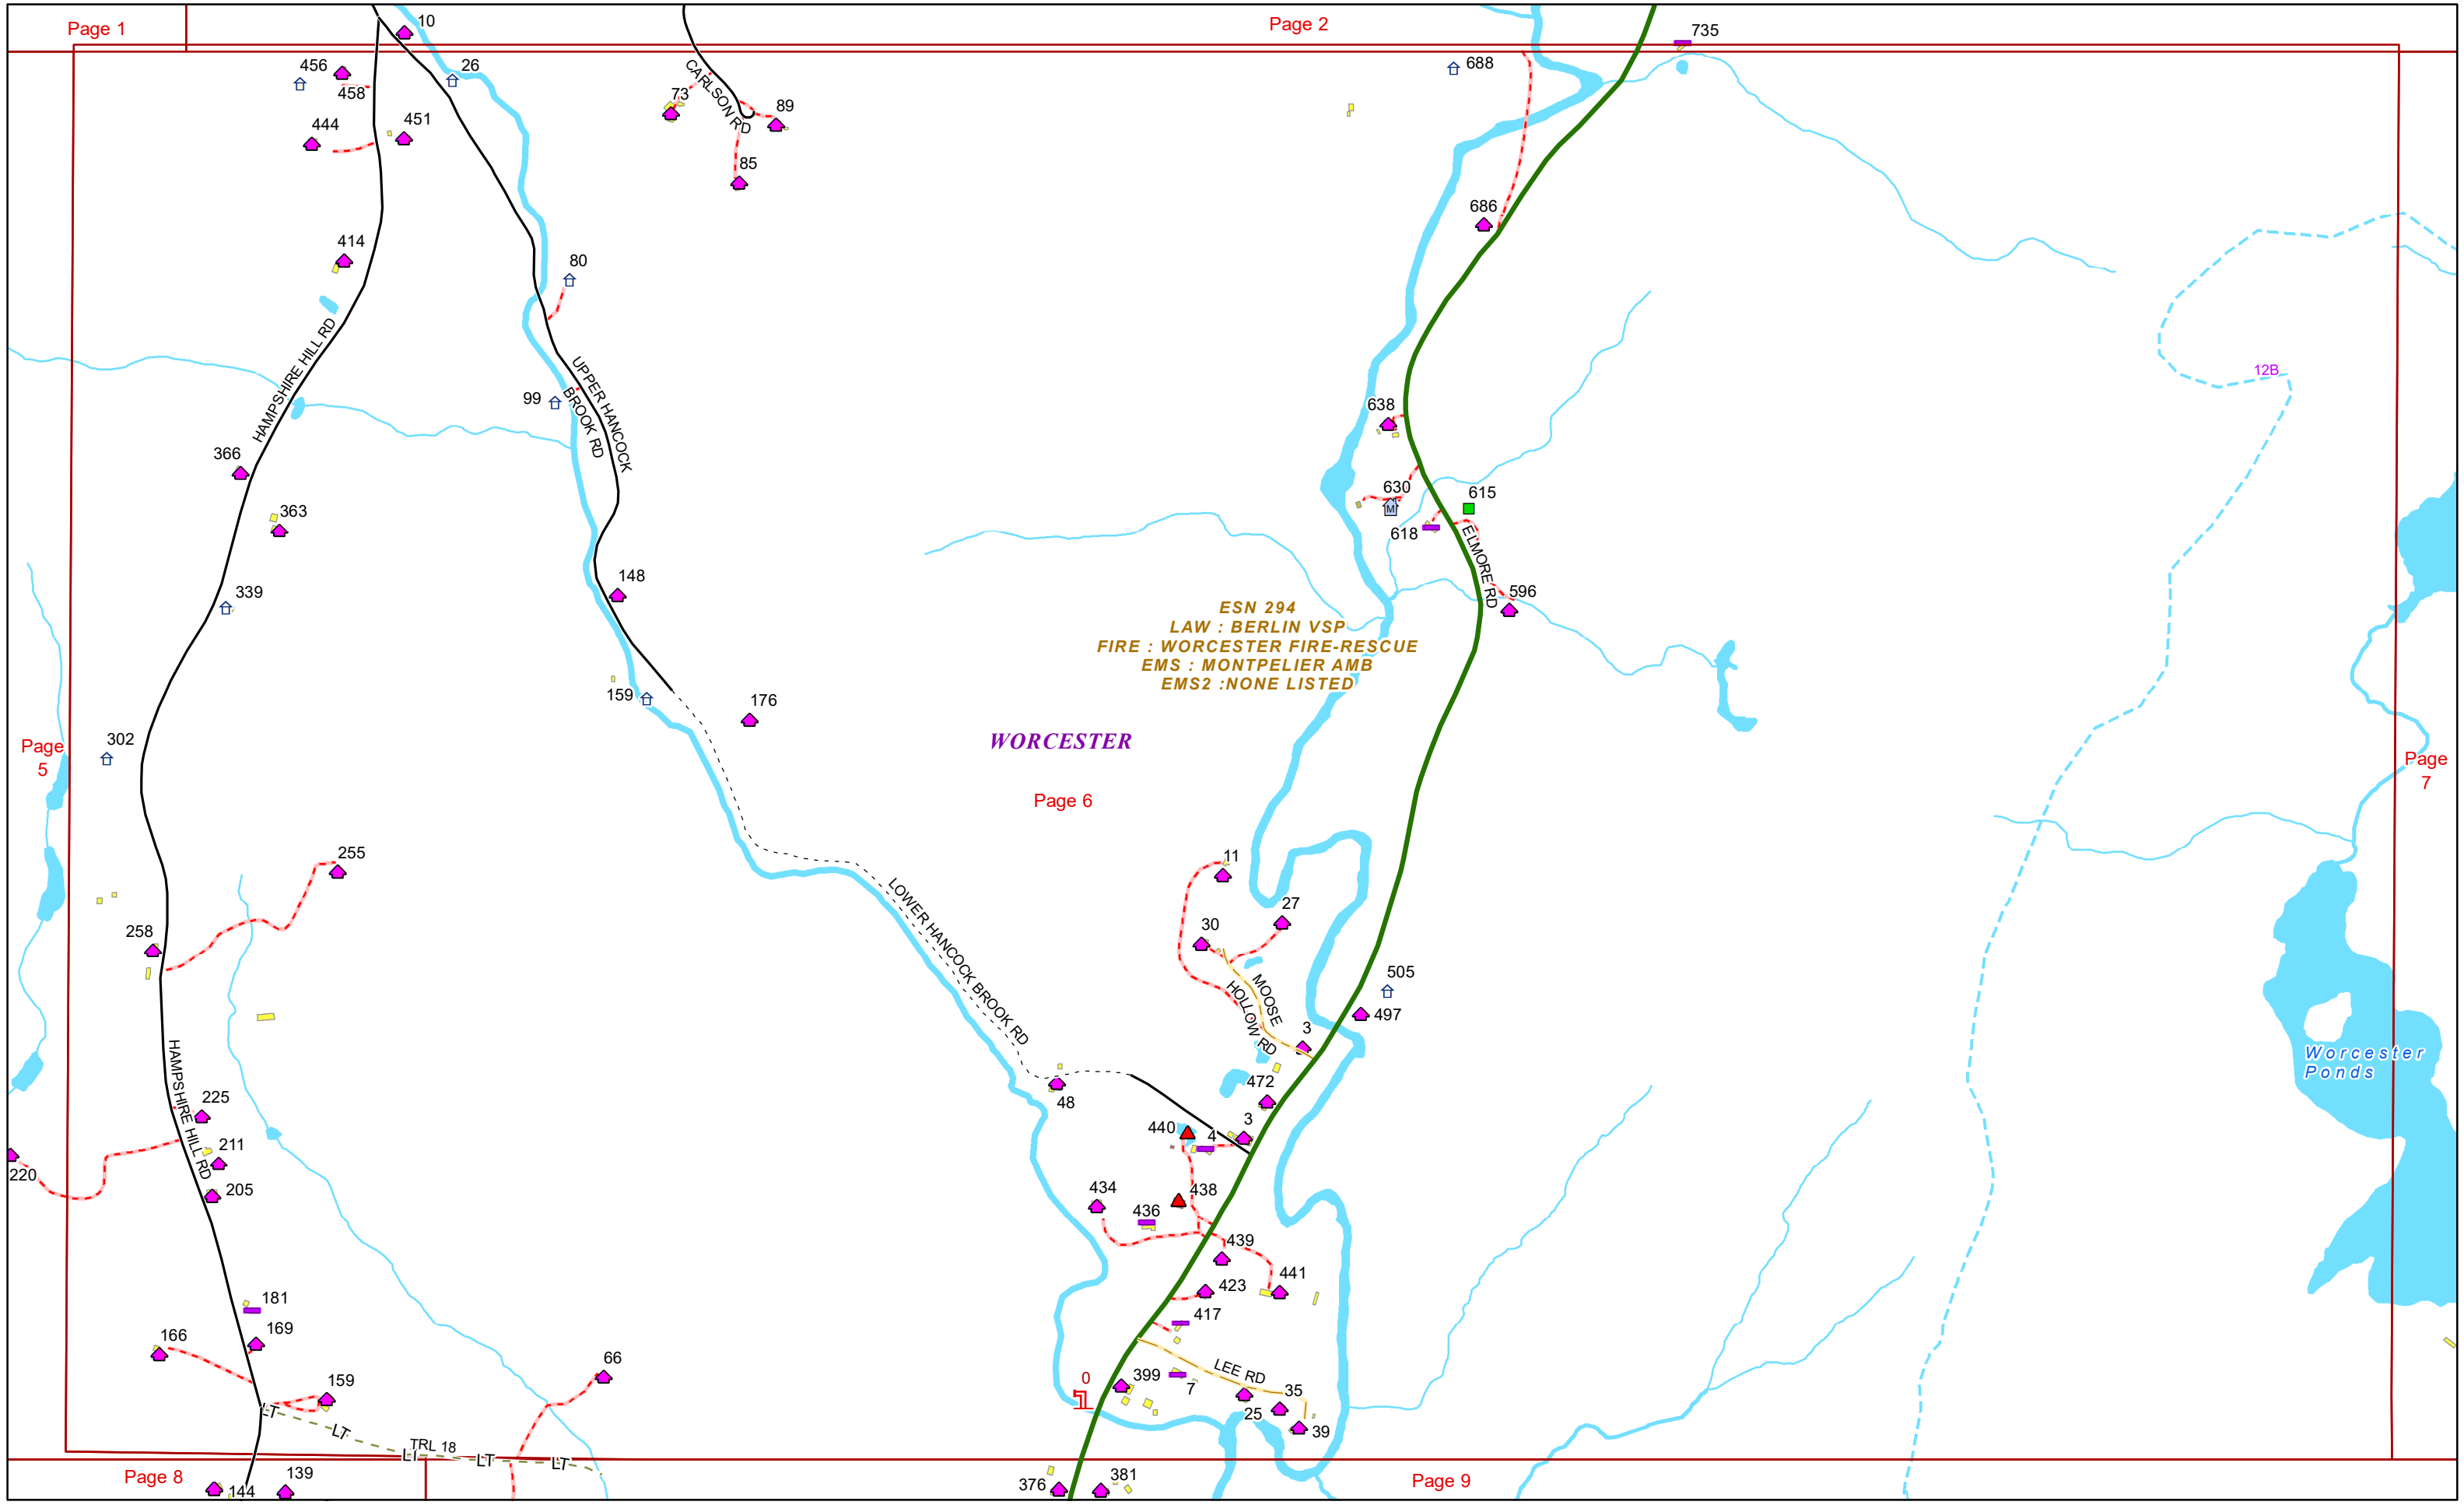 Page 1
Page 2
10
735
456
458
26
688
CARLSON RD
73
89
444
451
85
686
414
80
HAMPSHIRE HILL RD
UPPER HANCOCK
BROOK RD
99
12B
638
366
363
630
M
615
618
ELMORE RD
339
148
596
ESN 294
LAW : BERLIN VSP
FIRE : WORCESTER FIRE-RESCUE
EMS : MONTPELIER AMB
EMS2 :NONE LISTED
159
176
302
WORCESTER
Page
5
Page
7
Page 6
255
11
LOWER HANCOCK BROOK RD
27
258
30
505
MOOSE
HOLLOW RD
497
3
Worcester
Ponds
HAMPSHIRE HILL RD
472
48
225
3
440
4
211
220
205
434
438
436
439
441
423
181
417
169
166
66
LEE RD
0
1
399
7
159
35
25
39
LT
LT
TRL 18
LT
LT
LT
Page 8
139
144
376
381
Page 9